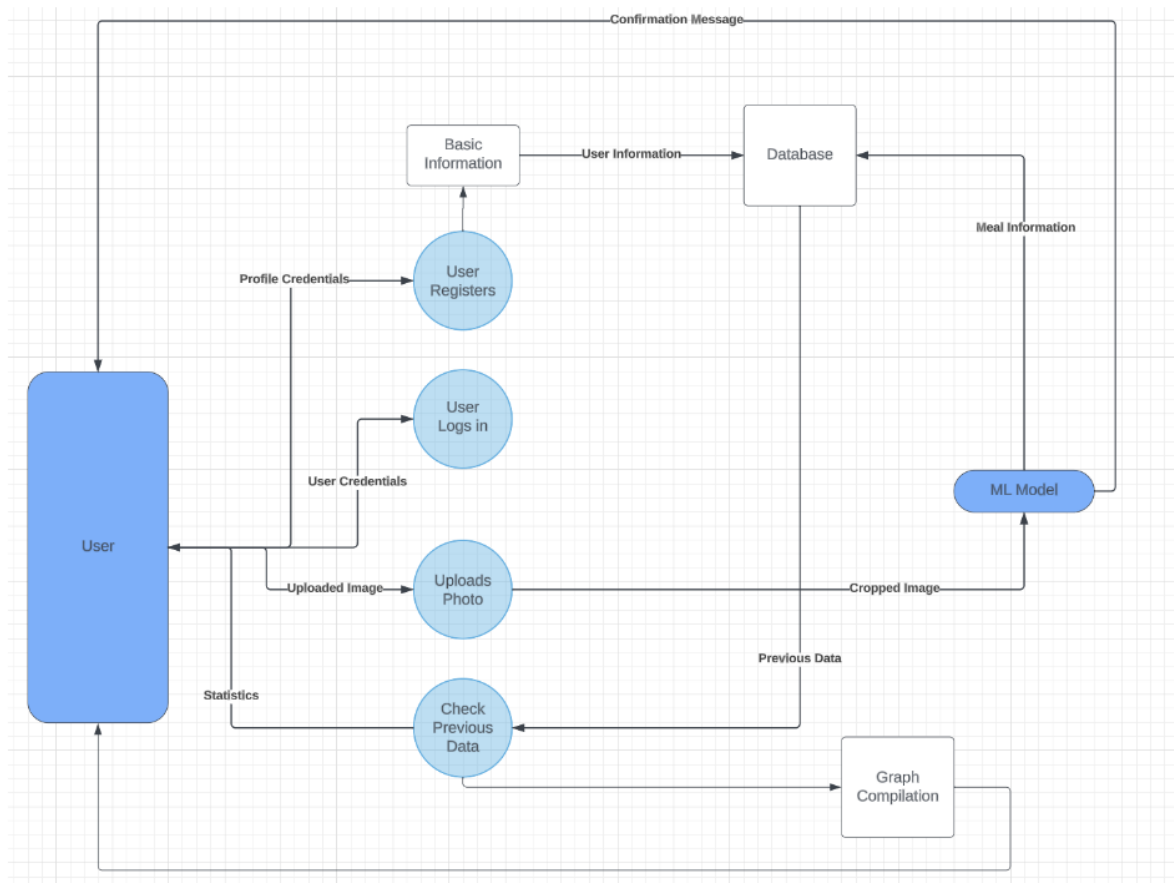 Confirmation Message
Basic
Information
User Information
Database
Meal Information
Profile Credentials
User
Registers
User
Logs in
User Credentials
ML Model
User
Uploaded Image
Uploads
Photo
Cropped Image
Previous Data
Statistics
Check
Previous
Data
Graph
Compilation